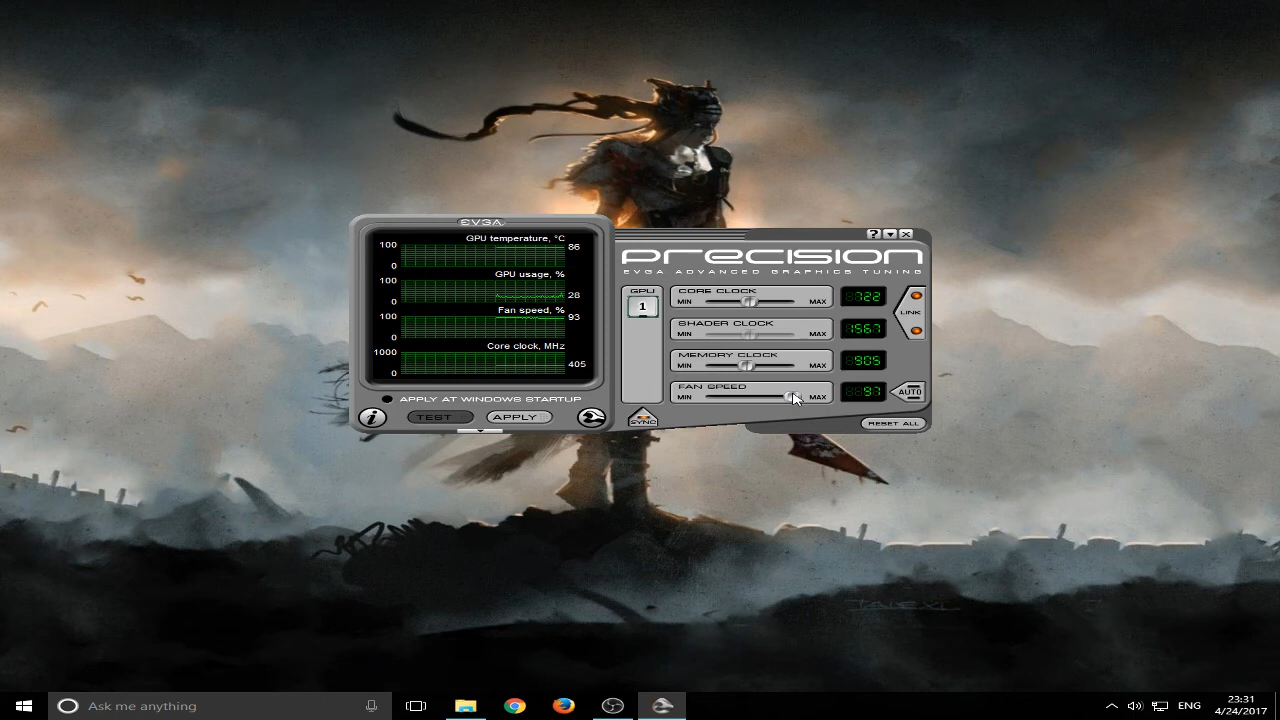 EVGA
GPU temperature, °C
100
86
0
GPU usage, %
100
28
0
Fan speed, %
100
93
0
Core clock, MHz
1000
405
0
APPLY AT WINDOWS STARTUP
i
TEST
APPLY
?
precision
EVGA ADVANCED GRAPHICS TUNING
GPU
1
CORE CLOCK
MIN MAX
722
SHADER CLOCK
MIN MAX
1567
LINK
MEMORY CLOCK
MIN MAX
905
FAN SPEED
MIN MAX
97
AUTO
SYNC
RESET ALL
Ask me anything
ENG
23:31
4/24/2017